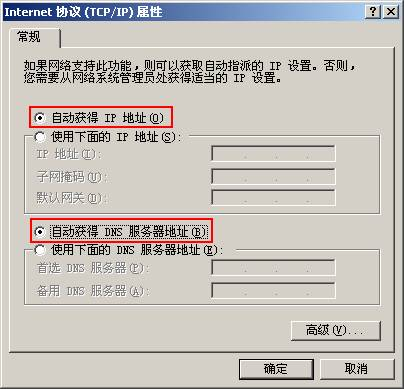 Internet 协议 (TCP/IP) 属性
常规
如果网络支持此功能，则可以获取自动指派的 IP 设置。否则，
您需要从网络系统管理员处获得适当的 IP 设置。
自动获得 IP 地址(O)
使用下面的 IP 地址(S):
IP 地址(I):
子网掩码(U):
默认网关(D):
自动获得 DNS 服务器地址(B)
使用下面的 DNS 服务器地址(E):
首选 DNS 服务器(P):
备用 DNS 服务器(A):
高级(V)...
确定
取消